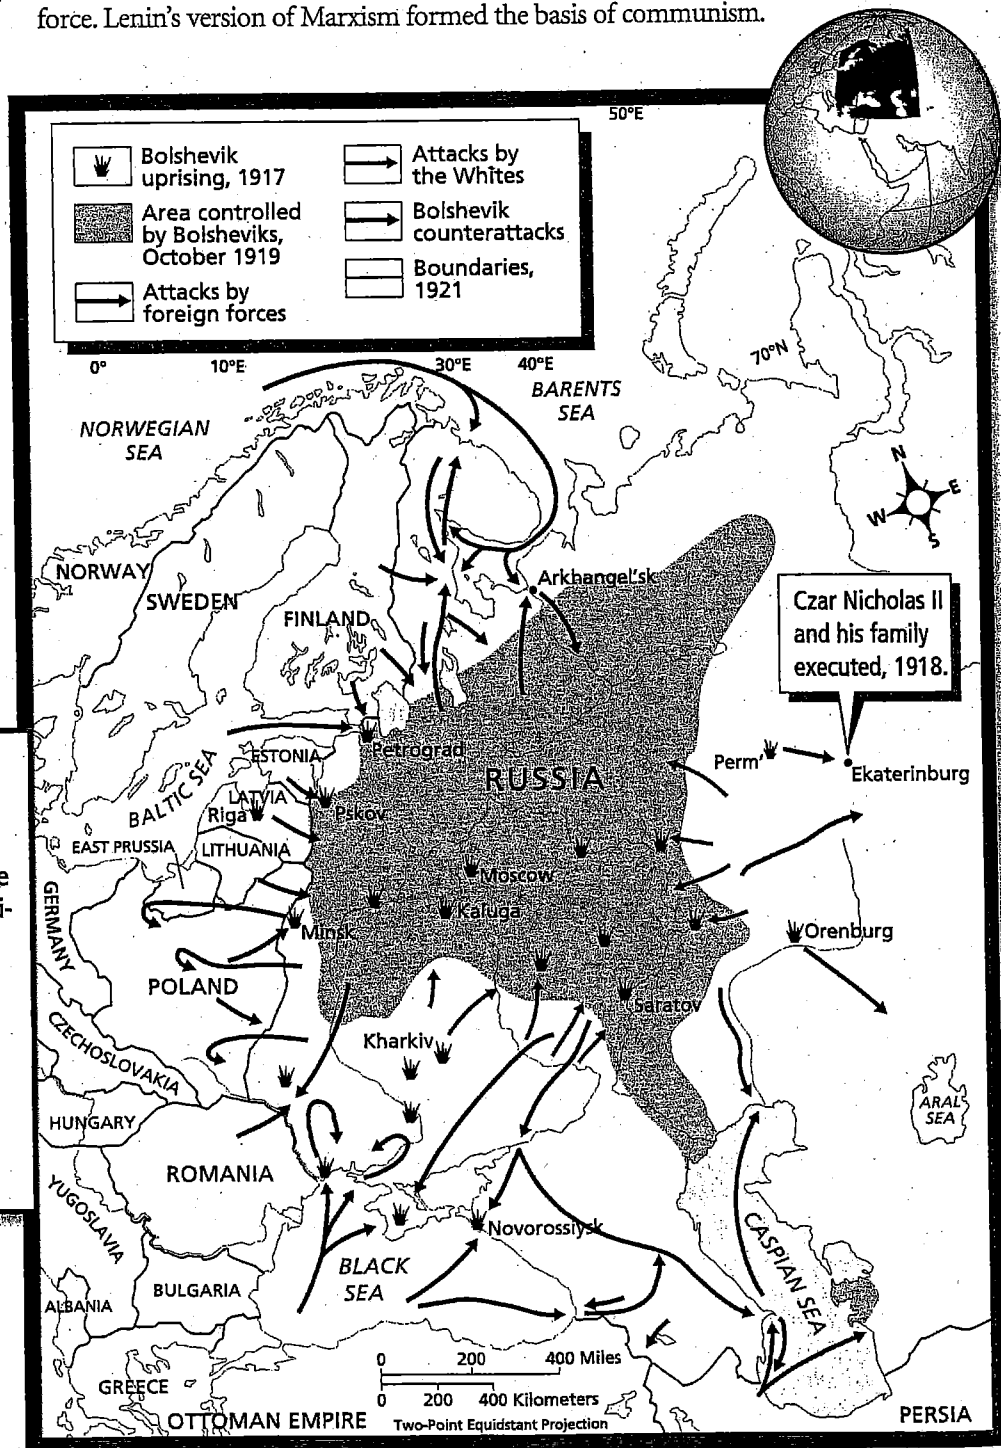 force. Lenin's version of Marxism formed the basis of communism.
50°E
Bolshevik
uprising, 1917
Area controlled
by Bolsheviks,
October 1919
Attacks by
foreign forces
Attacks by
the Whites
Bolshevik
counterattacks
Boundaries,
1921
0°
10°E
30°E
40°E
70°N
BARENTS
SEA
NORWEGIAN
SEA
N
E
W
S
NORWAY
SWEDEN
FINLAND
Arkhangel'sk
Czar Nicholas II
and his family
executed, 1918.
Petrograd
ESTONIA
BALTIC SEA
RUSSIA
Perm'
Ekaterinburg
LATVIA
Riga
Pskov
EAST PRUSSIA
LITHUANIA
Moscow
Kaluga
GERMANY
Minsk
Orenburg
POLAND
Saratov
CZECHOSLOVAKIA
Kharkiv
HUNGARY
ARAL
SEA
ROMANIA
YUGOSLAVIA
Novorossiysk
CASPIAN SEA
BLACK
SEA
BULGARIA
ALBANIA
0 200 400 Miles
0 200 400 Kilometers
Two-Point Equidistant Projection
GREECE
OTTOMAN EMPIRE
PERSIA